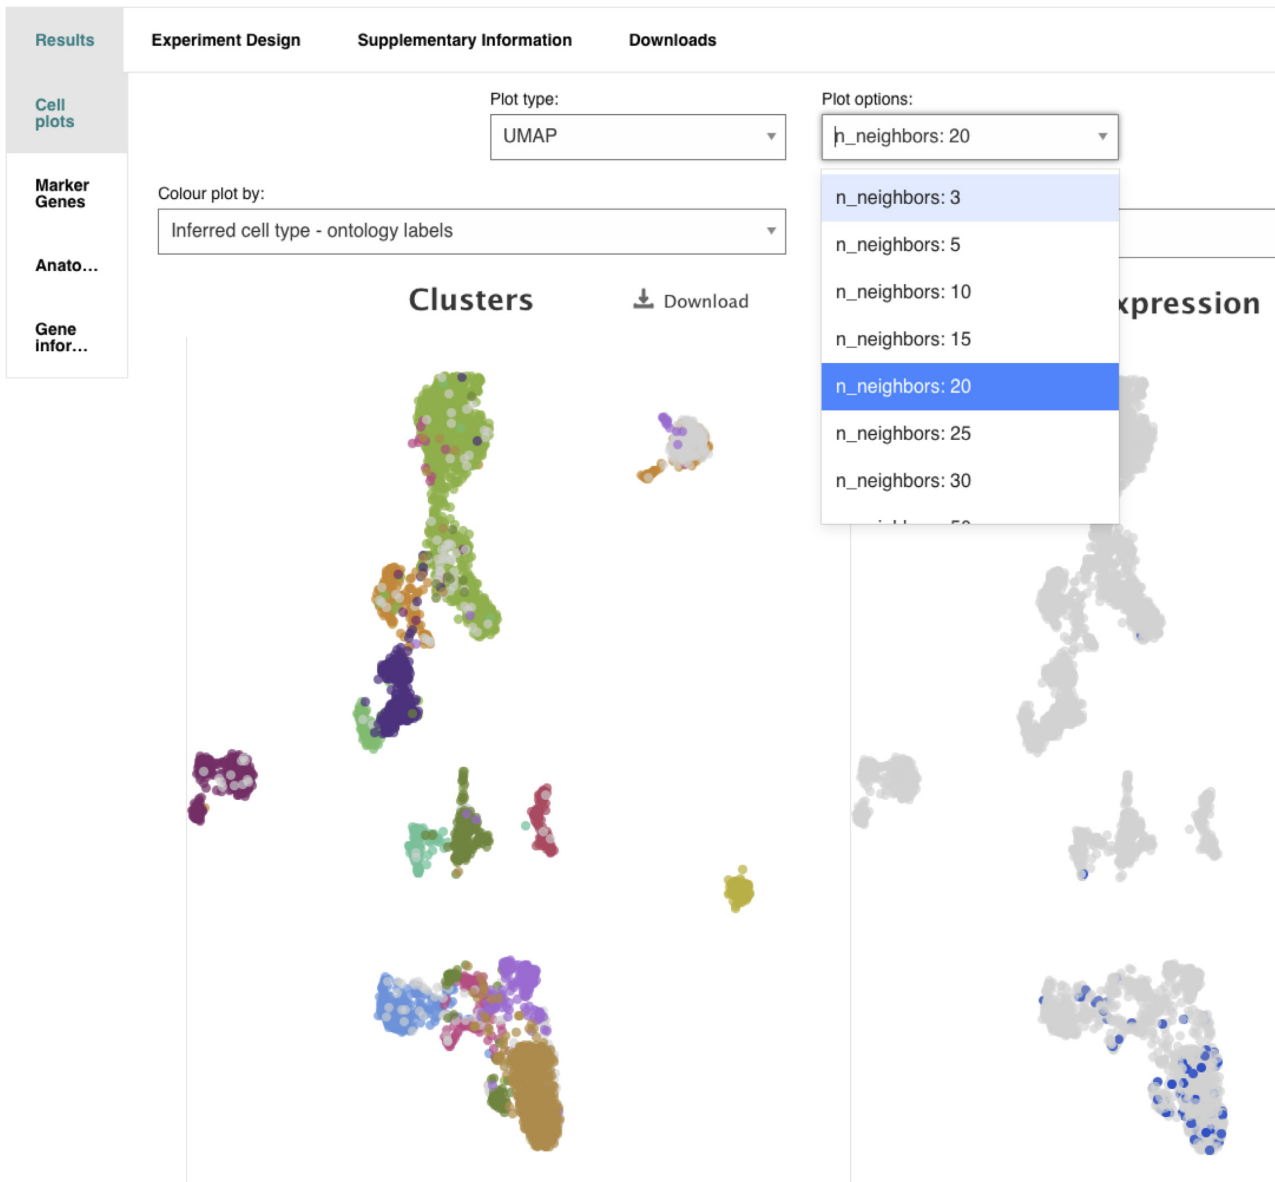 Results
Experiment Design
Supplementary Information
Downloads
Cell
plots
Marker
Genes
Anato...
Gene
infor...
Plot type:
UMAP
Plot options:
n_neighbors: 20
n_neighbors: 3
n_neighbors: 5
n_neighbors: 10
n_neighbors: 15
n_neighbors: 20
n_neighbors: 25
n_neighbors: 30
Colour plot by:
Inferred cell type - ontology labels
Clusters
Download
xpression